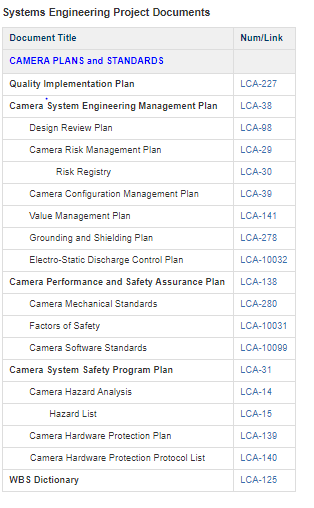 Systems Engineering Project Documents
Document Title Num/Link
CAMERA PLANS and STANDARDS
Quality Implementation Plan LCA-227
Camera System Engineering Management Plan LCA-38
Design Review Plan LCA-98
Camera Risk Management Plan LCA-29
Risk Registry LCA-30
Camera Configuration Management Plan LCA-39
Value Management Plan LCA-141
Grounding and Shielding Plan LCA-278
Electro-Static Discharge Control Plan LCA-10032
Camera Performance and Safety Assurance Plan LCA-138
Camera Mechanical Standards LCA-280
Factors of Safety LCA-10031
Camera Software Standards LCA-10099
Camera System Safety Program Plan LCA-31
Camera Hazard Analysis LCA-14
Hazard List LCA-15
Camera Hardware Protection Plan LCA-139
Camera Hardware Protection Protocol List LCA-140
WBS Dictionary LCA-125